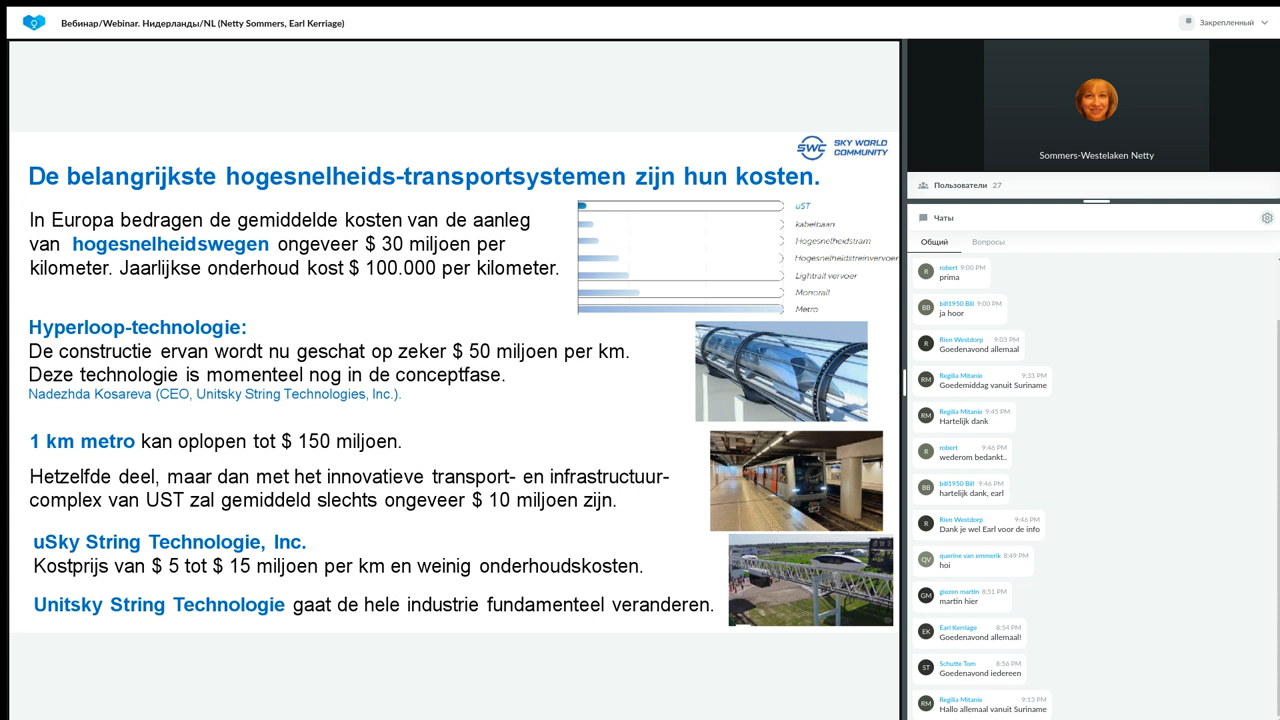 Вебинар/Webinar. Нидерланды/NL (Netty Sommers, Earl Kerriage)
Закрепленный
SWC SKY WORLD
COMMUNITY
De belangrijkste hogesnelheids-transportsystemen zijn hun kosten.
In Europa bedragen de gemiddelde kosten van de aanleg
van hogesnelheidswegen ongeveer $ 30 miljoen per
kilometer. Jaarlijkse onderhoud kost $ 100.000 per kilometer.
uST
kabelbaan
Hogesnelheidstram
Hogesnelheidstreinvervoer
Lightrail vervoer
Monorail
Metro
Hyperloop-technologie:
De constructie ervan wordt nu geschat op zeker $ 50 miljoen per km.
Deze technologie is momenteel nog in de conceptfase.
Nadezhda Kosareva (CEO, Unitsky String Technologies, Inc.).
1 km metro kan oplopen tot $ 150 miljoen.
Hetzelfde deel, maar dan met het innovatieve transport- en infrastructuur-
complex van UST zal gemiddeld slechts ongeveer $ 10 miljoen zijn.
uSky String Technologie, Inc.
Kostprijs van $ 5 tot $ 15 miljoen per km en weinig onderhoudskosten.
Unitsky String Technologie gaat de hele industrie fundamenteel veranderen.
Sommers-Westelaken Netty
Пользователи 27
Чаты
Общий Вопросы
R robert 9:00 PM
prima
BB bill1950 Bill 9:00 PM
ja hoor
R Rien Westdorp 9:03 PM
Goedenavond allemaal
RM Regilia Mitanie 9:33 PM
Goedemiddag vanuit Suriname
RM Regilia Mitanie 9:45 PM
Hartelijk dank
R robert 9:46 PM
wederom bedankt..
BB bill1950 Bill 9:46 PM
hartelijk dank, earl
R Rien Westdorp 9:46 PM
Dank je wel Earl voor de info
QV querine van emmerik 8:49 PM
hoi
GM giezen martin 8:51 PM
martin hier
EK Earl Kerriage 8:54 PM
Goedenavond allemaal!
ST Schutte Tom 8:56 PM
Goedenavond iedereen
RM Regilia Mitanie 9:13 PM
Hallo allemaal vanuit Suriname